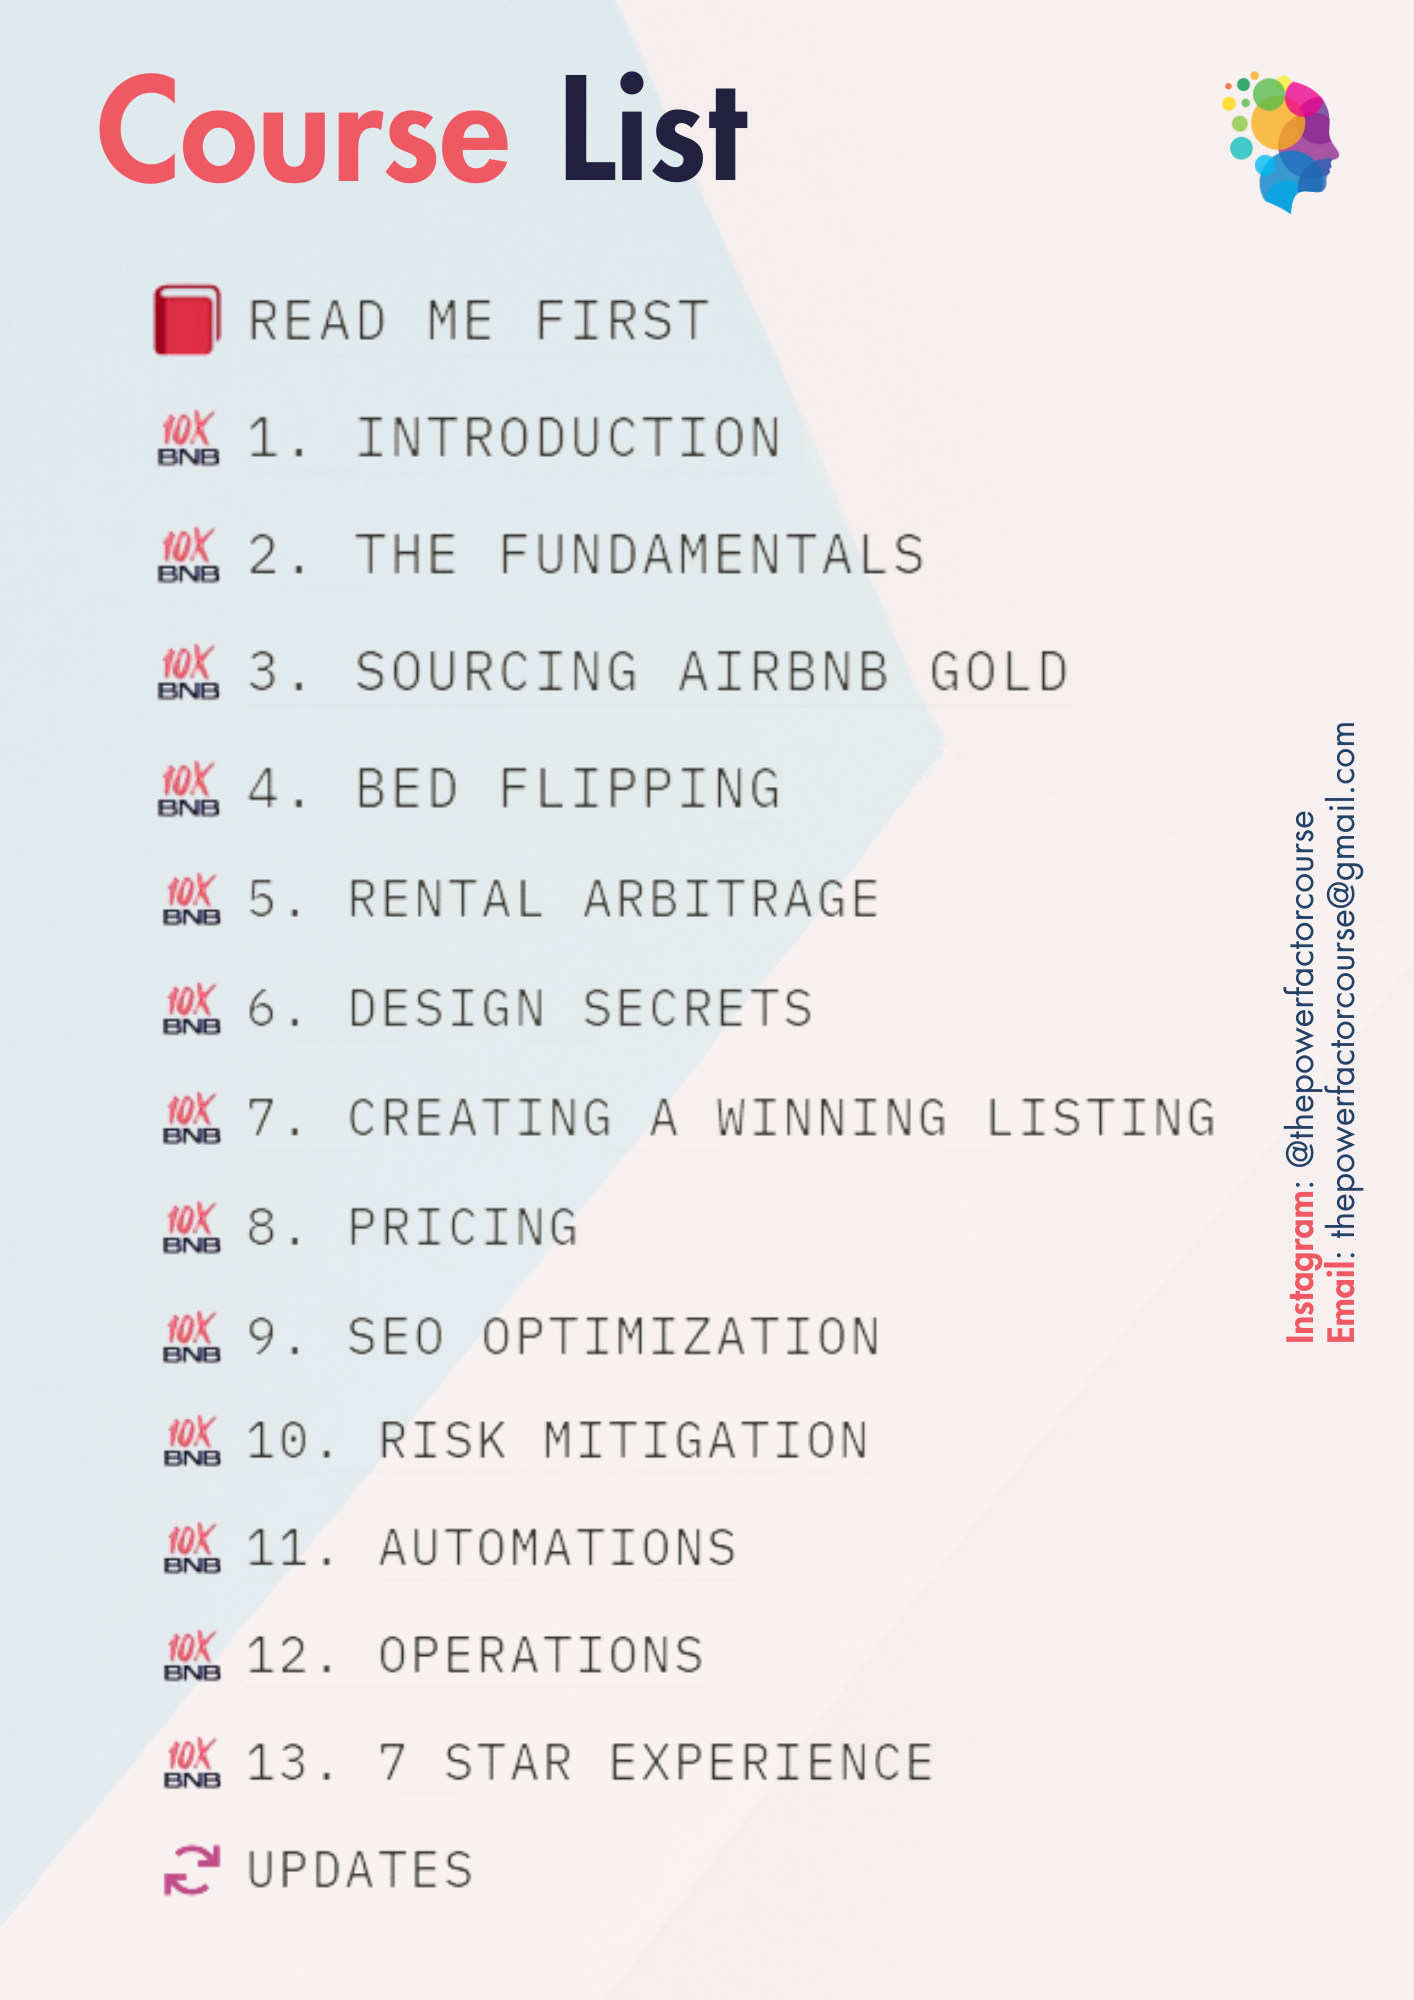 Course List
READ ME FIRST
10X BNB 1. INTRODUCTION
10X BNB 2. THE FUNDAMENTALS
10X BNB 3. SOURCING AIRBNB GOLD
10X BNB 4. BED FLIPPING
10X BNB 5. RENTAL ARBITRAGE
10X BNB 6. DESIGN SECRETS
10X BNB 7. CREATING A WINNING LISTING
10X BNB 8. PRICING
10X BNB 9. SEO OPTIMIZATION
10X BNB 10. RISK MITIGATION
10X BNB 11. AUTOMATIONS
10X BNB 12. OPERATIONS
10X BNB 13. 7 STAR EXPERIENCE
UPDATES
Instagram: @thepowerfactorcourse
Email: thepowerfactorcourse@gmail.com